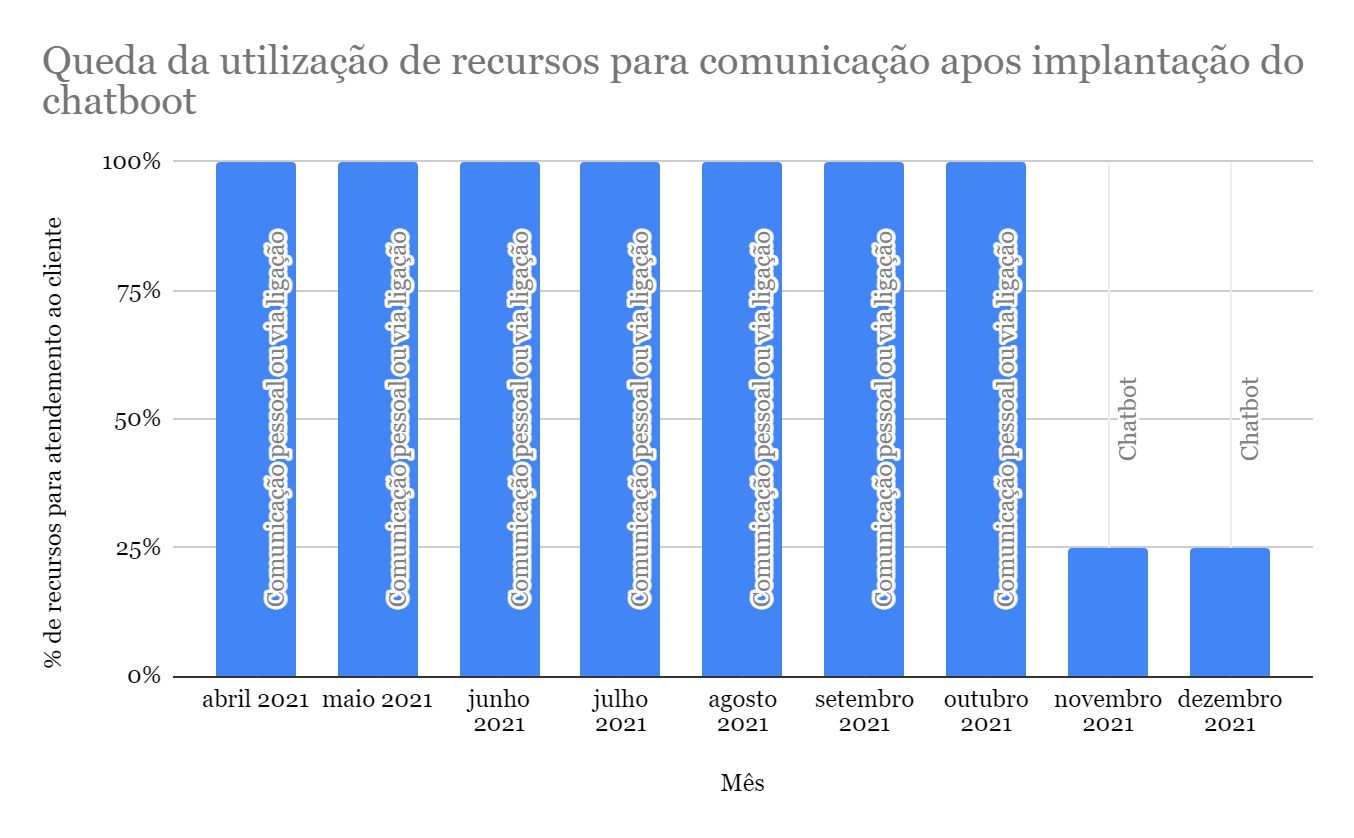 Queda da utilização de recursos para comunicação apos implantação do
chatboot
% de recursos para atendemento ao cliente
100%
75%
50%
25%
0%
Comunicação pessoal ou via ligação
Comunicação pessoal ou via ligação
Comunicação pessoal ou via ligação
Comunicação pessoal ou via ligação
Comunicação pessoal ou via ligação
Comunicação pessoal ou via ligação
Comunicação pessoal ou via ligação
Chatbot
Chatbot
abril 2021
maio 2021
junho
2021
julho
2021
agosto
2021
setembro
2021
outubro
2021
novembro
2021
dezembro
2021
Mês